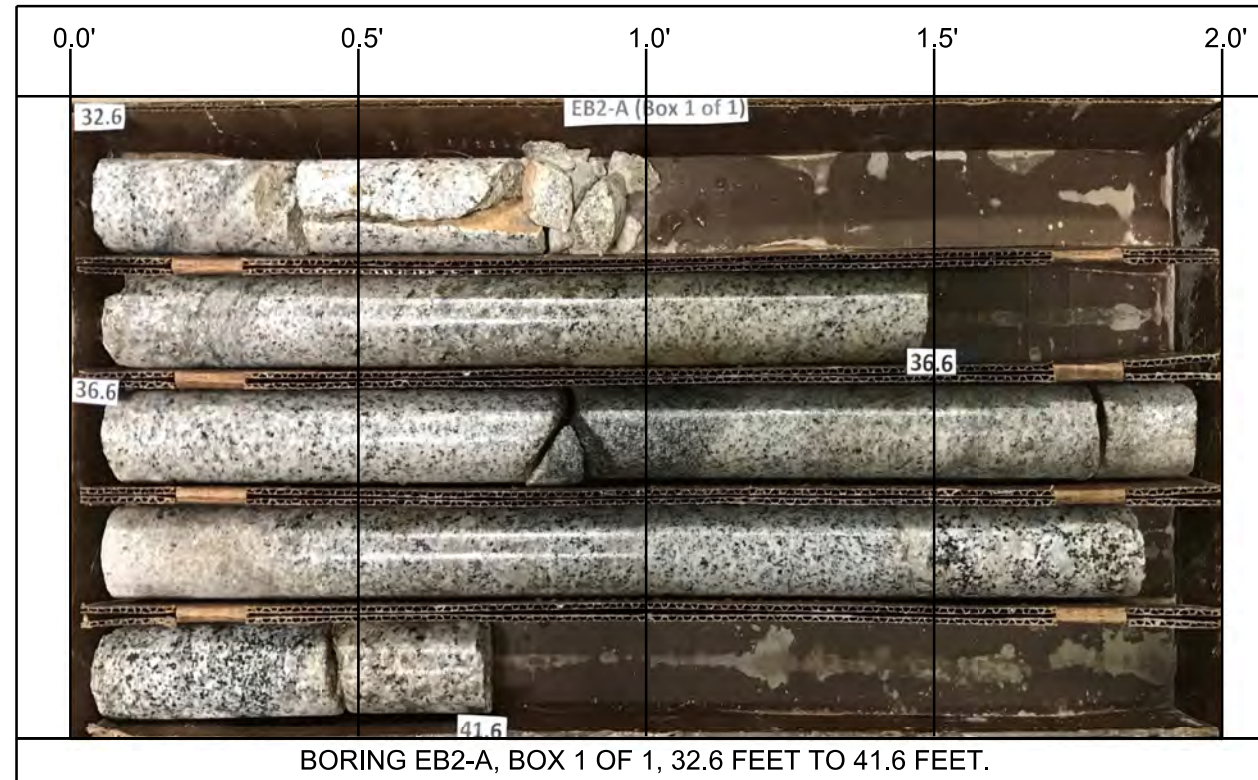 0.0' 0.5' 1.0' 1.5' 2.0'
32.6
EB2-A (Box 1 of 1)
36.6
36.6
41.6
BORING EB2-A, BOX 1 OF 1, 32.6 FEET TO 41.6 FEET.